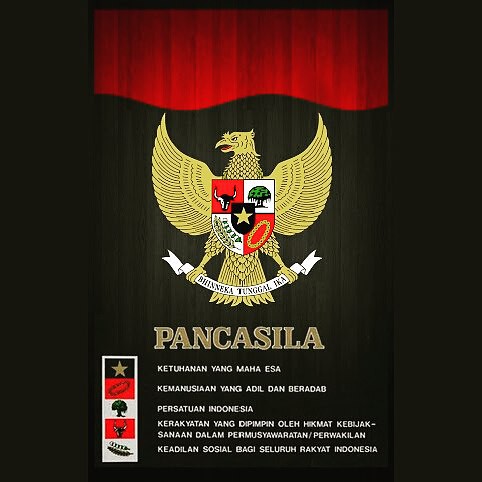 BHINNEKA TUNGGAL IKA
PANCASILA
KETUHANAN YANG MAHA ESA
KEMANUSIAAN YANG ADIL DAN BERADAB
PERSATUAN INDONESIA
KERAKYATAN YANG DIPIMPIN OLEH HIKMAT KEBIJAK-
SANAAN DALAM PERMUSYAWARATAN/PERWAKILAN
KEADILAN SOSIAL BAGI SELURUH RAKYAT INDONESIA